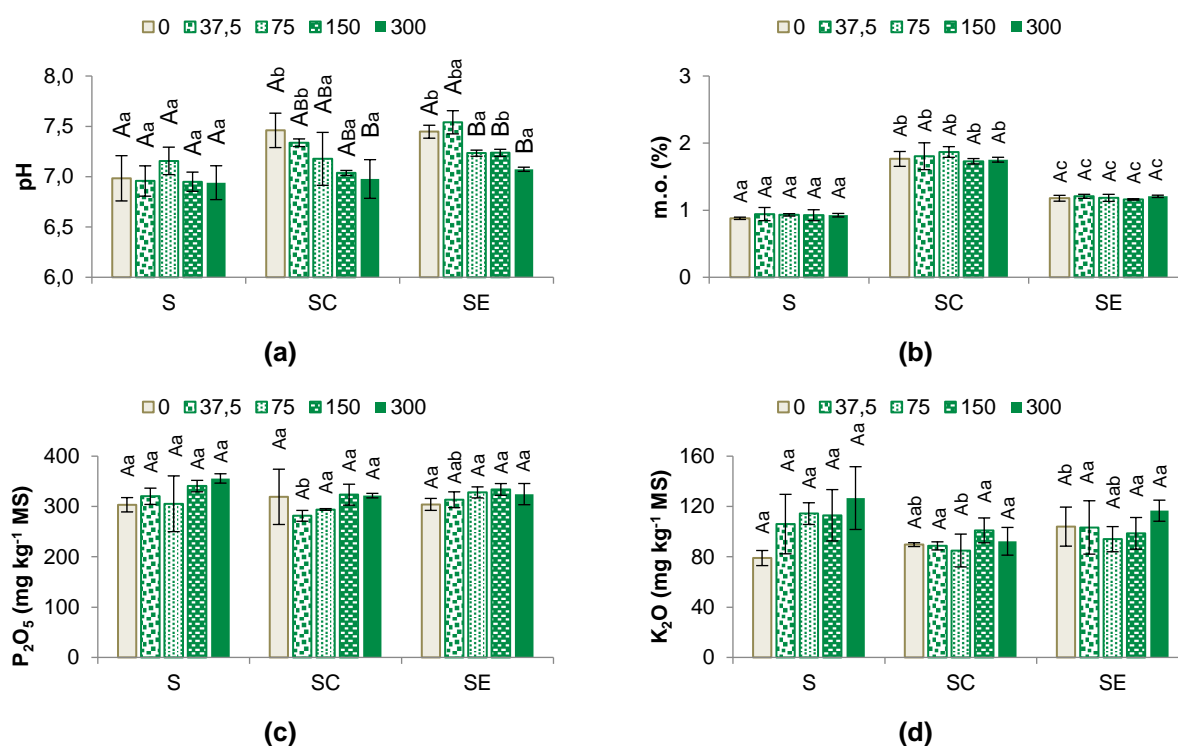 0 37,5 75 150 300
8,0
7,5
7,0
6,5
6,0
pH
Aa Aa Aa Aa Aa
Ab ABb ABa ABa Ba
Ab Aba Ba Bb Ba
S SC SE
(a)
0 37,5 75 150 300
3
2
1
0
m.o. (%)
Aa Aa Aa Aa Aa
Ab Ab Ab Ab Ab
Ac Ac Ac Ac Ac
S SC SE
(b)
0 37,5 75 150 300
400
300
200
100
0
P₂O₅ (mg kg⁻¹ MS)
Aa Aa Aa Aa Aa
Aa Ab Aa Aa Aa
Aa Aab Aa Aa Aa
S SC SE
(c)
0 37,5 75 150 300
160
120
80
40
0
K₂O (mg kg⁻¹ MS)
Aa Aa Aa Aa Aa
Aab Aa Ab Aa Aa
Ab Aa Aab Aa Aa
S SC SE
(d)